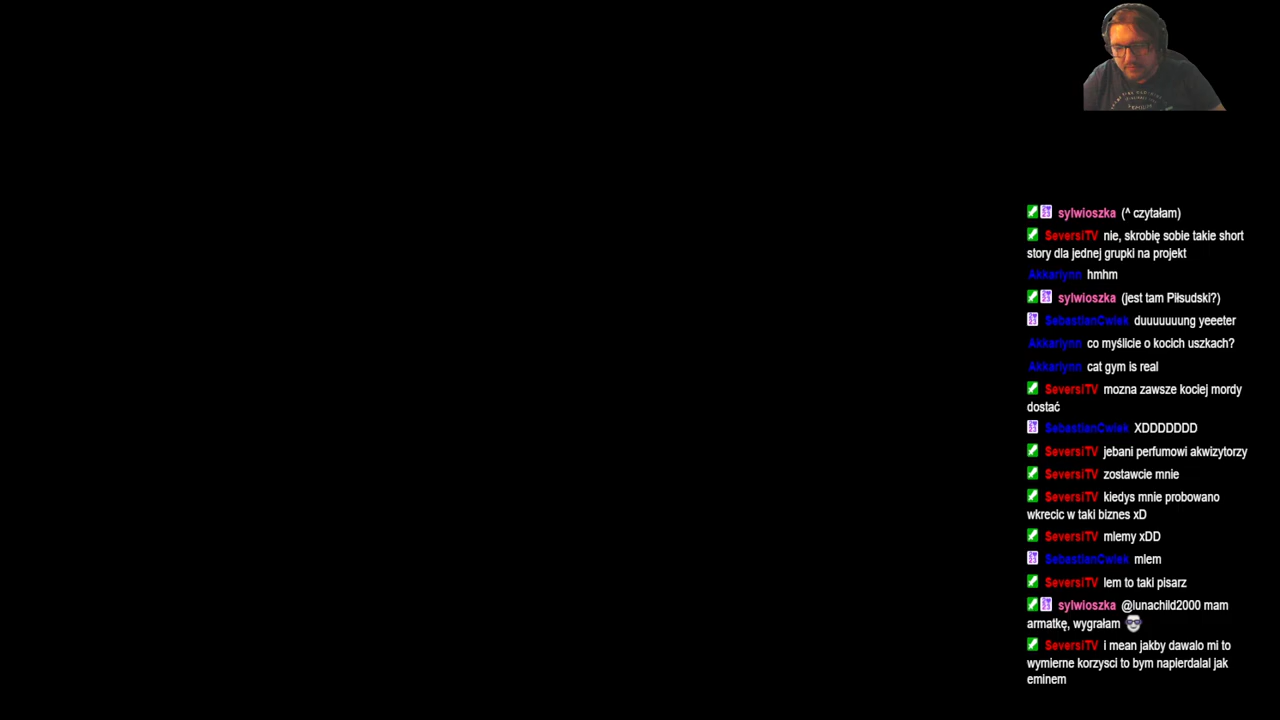 sylwioszka (^ czytałam)
SeversiTV nie, skrobię sobie takie short
story dla jednej grupki na projekt
Akkarlynn hmhm
sylwioszka (jest tam Piłsudski?)
SebastianCwiek duuuuuuung yeeeter
Akkarlynn co myślicie o kocich uszkach?
Akkarlynn cat gym is real
SeversiTV mozna zawsze kociej mordy
dostać
SebastianCwiek XDDDDDDD
SeversiTV jebani perfumowi akwizytorzy
SeversiTV zostawcie mnie
SeversiTV kiedys mnie probowano
wkrecic w taki biznes xD
SeversiTV mlemy xDD
SebastianCwiek mlem
SeversiTV lem to taki pisarz
sylwioszka @lunachild2000 mam
armatkę, wygrałam
SeversiTV i mean jakby dawalo mi to
wymierne korzysci to bym napierdalal jak
eminem